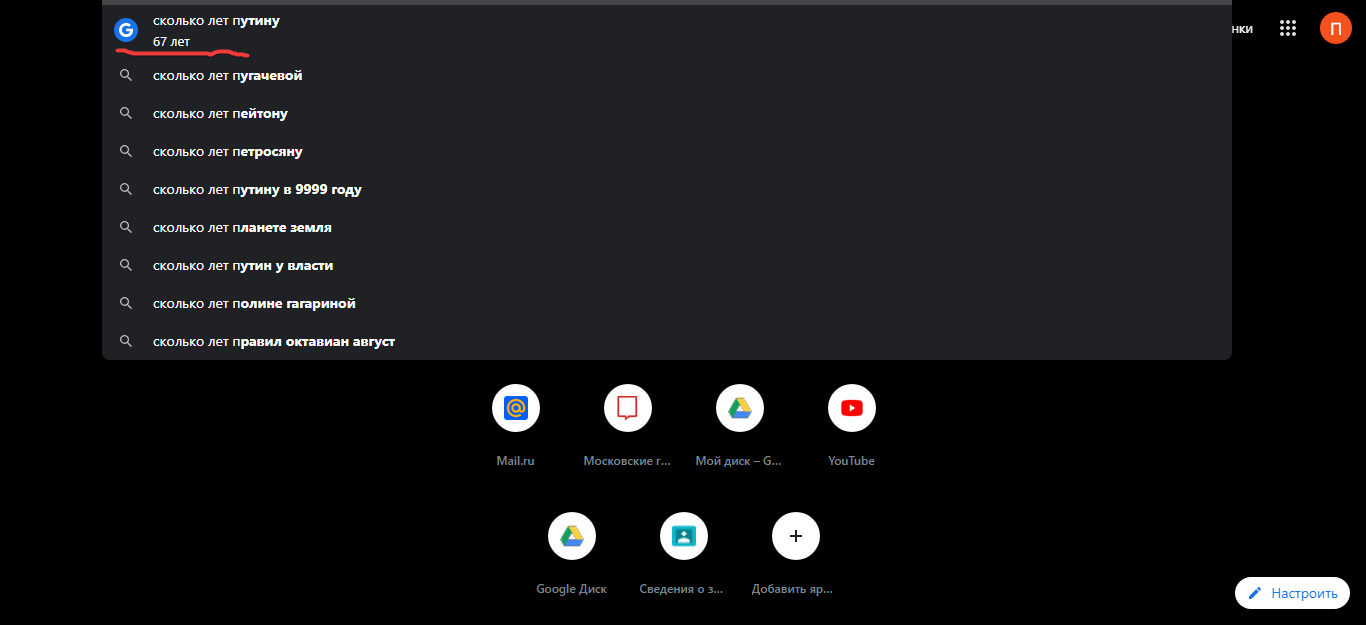 сколько лет путину
67 лет
нки
П
сколько лет пугачевой
сколько лет пейтону
сколько лет петросяну
сколько лет путину в 9999 году
сколько лет планете земля
сколько лет путин у власти
сколько лет полине гагариной
сколько лет правил октавиан август
Mail.ru
Московские г...
Мой диск – G...
YouTube
Google Диск
Сведения о з...
Добавить яр...
Настроить